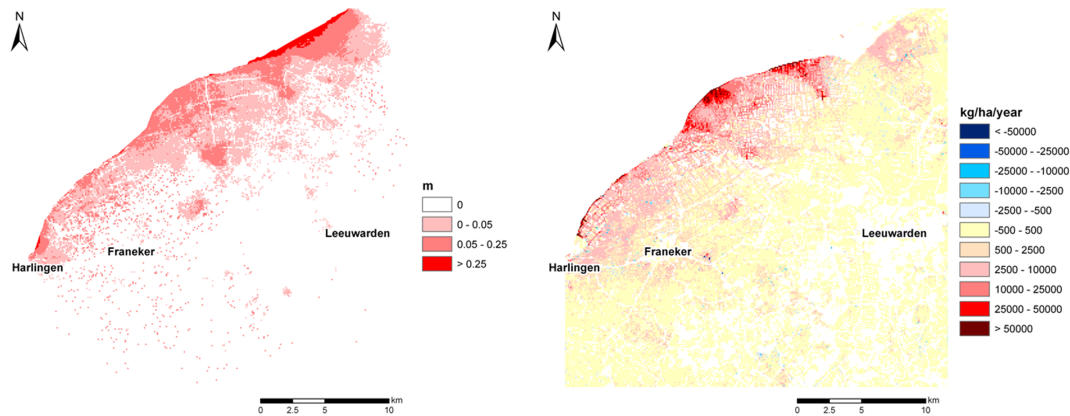 N
m
0
0 - 0.05
0.05 - 0.25
> 0.25
Leeuwarden
Franeker
Harlingen
km
0 2.5 5 10
N
kg/ha/year
< -50000
-50000 - -25000
-25000 - -10000
-10000 - -2500
-2500 - -500
-500 - 500
500 - 2500
2500 - 10000
10000 - 25000
25000 - 50000
> 50000
Leeuwarden
Franeker
Harlingen
km
0 2.5 5 10